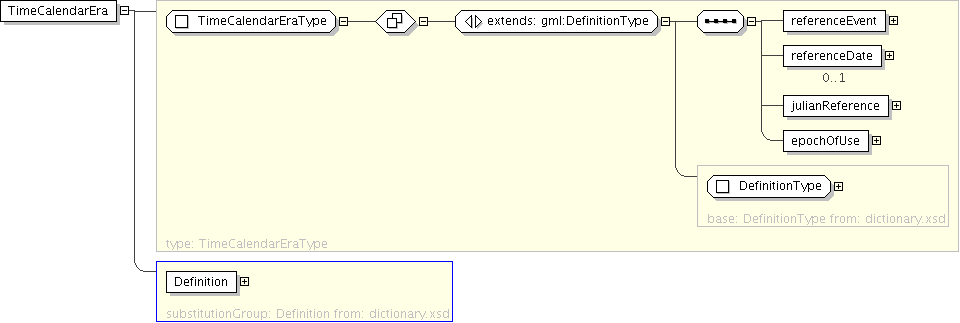 TimeCalendarEra
TimeCalendarEraType
extends: gml:DefinitionType
referenceEvent
referenceDate
0..1
julianReference
epochOfUse
DefinitionType
base: DefinitionType from: dictionary.xsd
type: TimeCalendarEraType
Definition
substitutionGroup: Definition from: dictionary.xsd